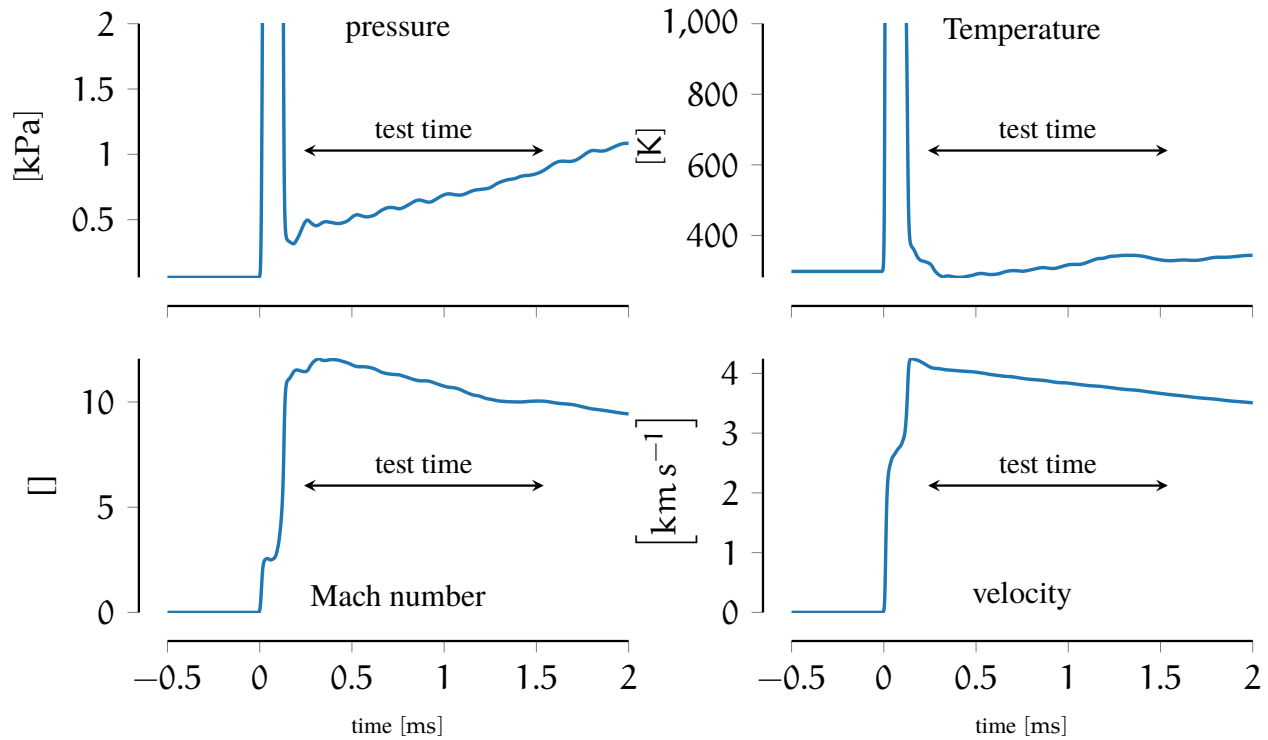 pressure
2
1.5
1
0.5
[kPa]
test time
Temperature
1,000
800
600
400
[K]
test time
10
5
0
[]
test time
Mach number
−0.5 0 0.5 1 1.5 2
time [ms]
4
3
2
1
0
[km s⁻¹]
test time
velocity
−0.5 0 0.5 1 1.5 2
time [ms]